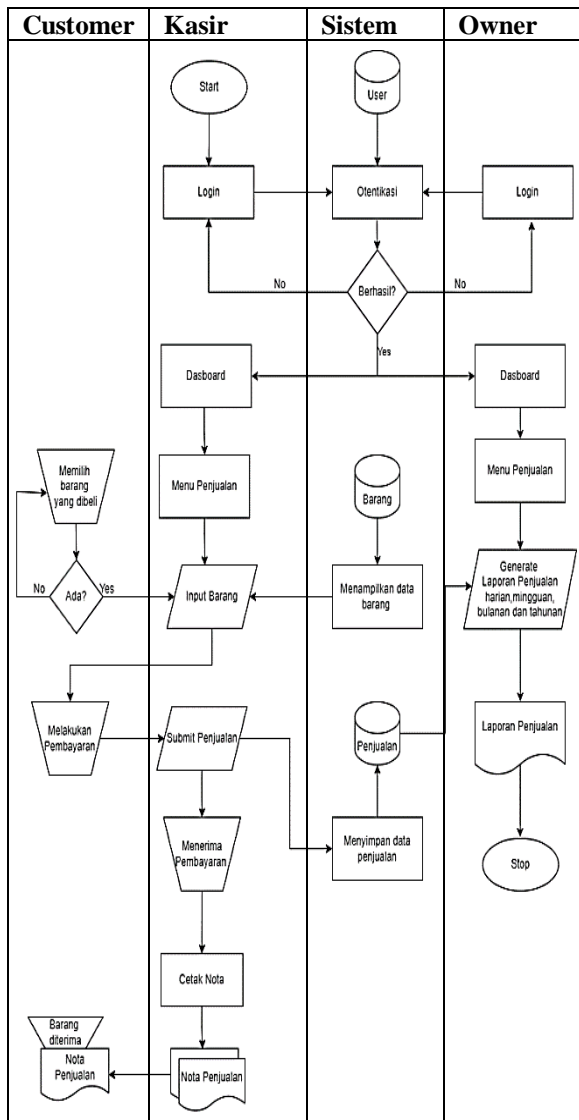 Customer Kasir Sistem Owner
Start
User
Login
Otentikasi
Login
No
Berhasil?
No
Yes
Dasboard
Dasboard
Memilih
barang
yang dibeli
Menu Penjualan
Barang
Menu Penjualan
No
Ada?
Yes
Input Barang
Menampilkan data
barang
Generate
Laporan Penjualan
harian,mingguan,
bulanan dan tahunan
Melakukan
Pembayaran
Submit Penjualan
Penjualan
Laporan Penjualan
Menerima
Pembayaran
Menyimpan data
penjualan
Stop
Cetak Nota
Barang
diterima
Nota
Penjualan
Nota Penjualan